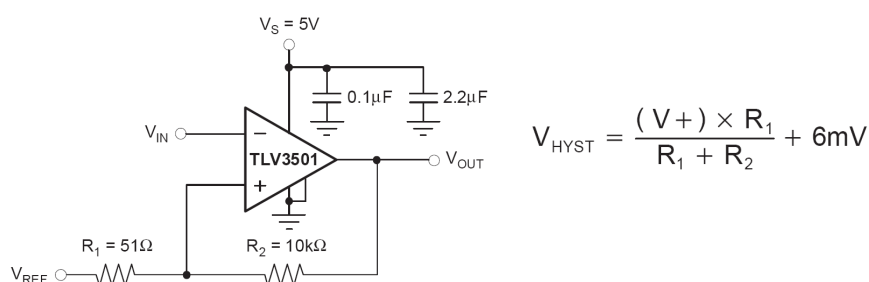 V_S = 5V
0.1μF
2.2μF
V_IN
−
TLV3501
+
V_OUT
R_1 = 51Ω
R_2 = 10kΩ
V_REF
V_HYST = (V+) × R_1 / R_1 + R_2 + 6mV